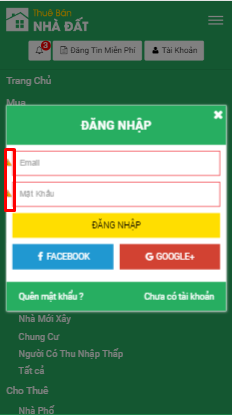 Thuê Bán
NHÀ ĐẤT
3
Đăng Tin Miễn Phí
Tài Khoản
Trang Chủ
Mua
ĐĂNG NHẬP
Email
Mật Khẩu
ĐĂNG NHẬP
FACEBOOK
GOOGLE+
Quên mật khẩu ?
Chưa có tài khoản
Nhà Mới Xây
Chung Cư
Người Có Thu Nhập Thấp
Tất cả
Cho Thuê
Nhà Phố